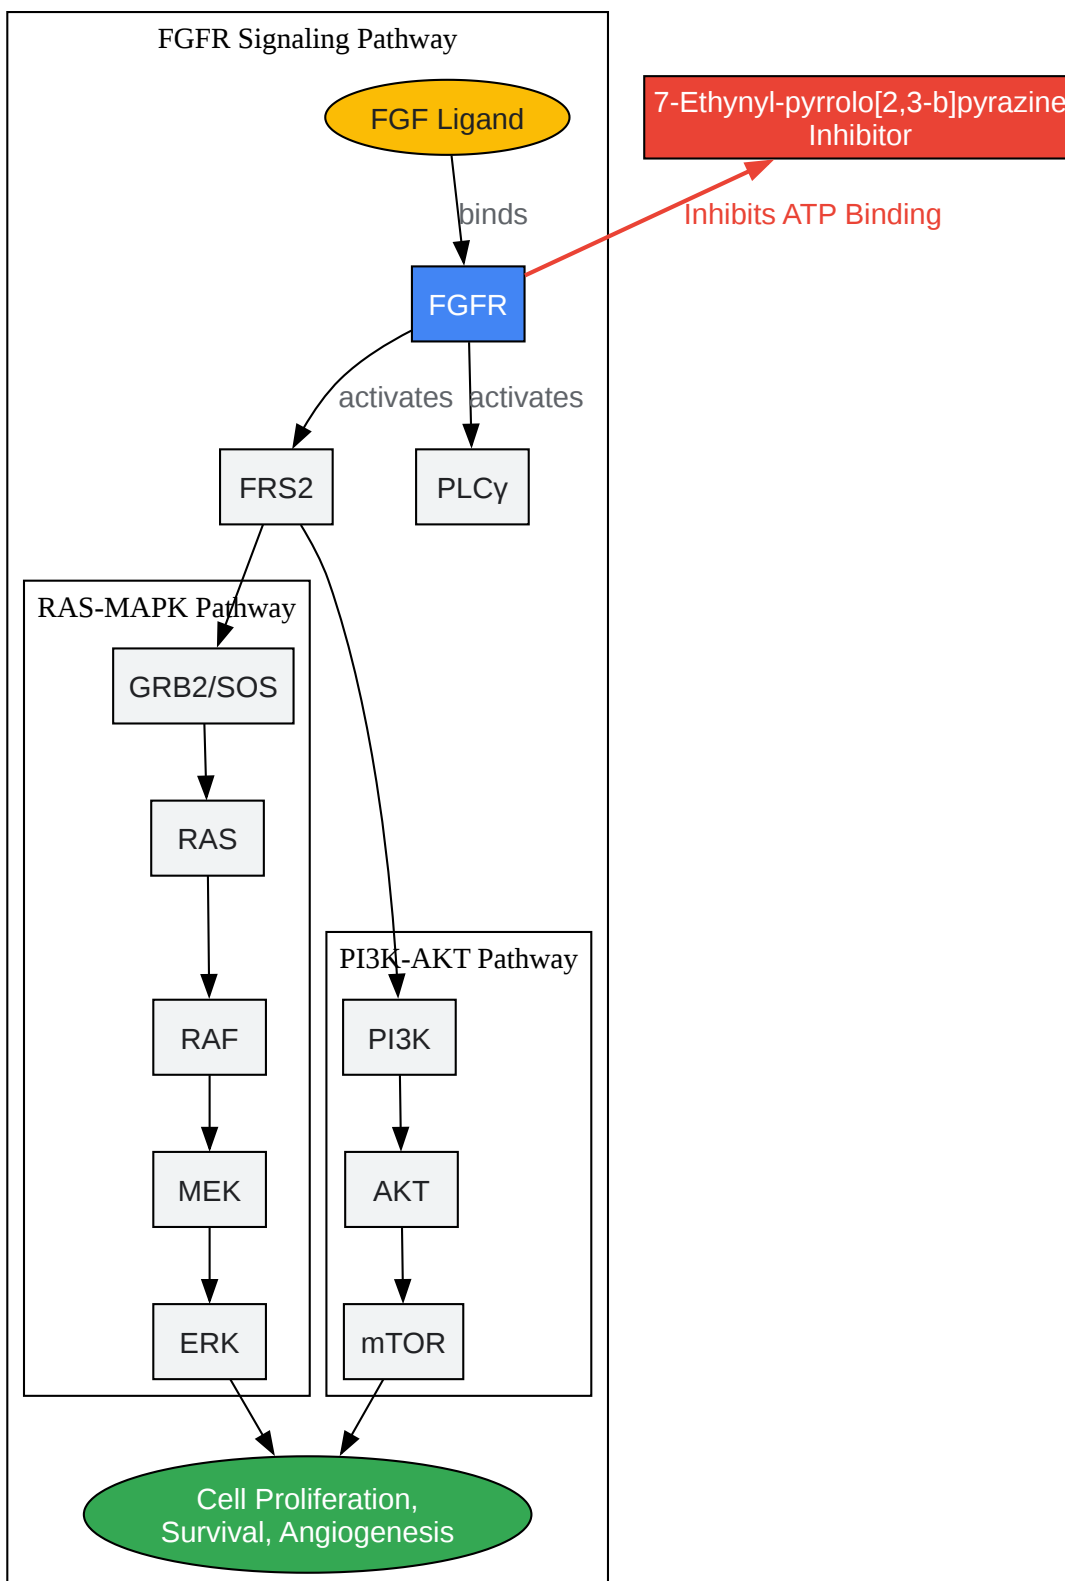 FGFR Signaling Pathway
FGF Ligand
7-Ethynyl-pyrrolo[2,3-b]pyrazine
Inhibitor
binds
Inhibits ATP Binding
FGFR
activates
activates
FRS2
PLCγ
RAS-MAPK Pathway
GRB2/SOS
RAS
PI3K-AKT Pathway
RAF
PI3K
MEK
AKT
ERK
mTOR
Cell Proliferation,
Survival, Angiogenesis